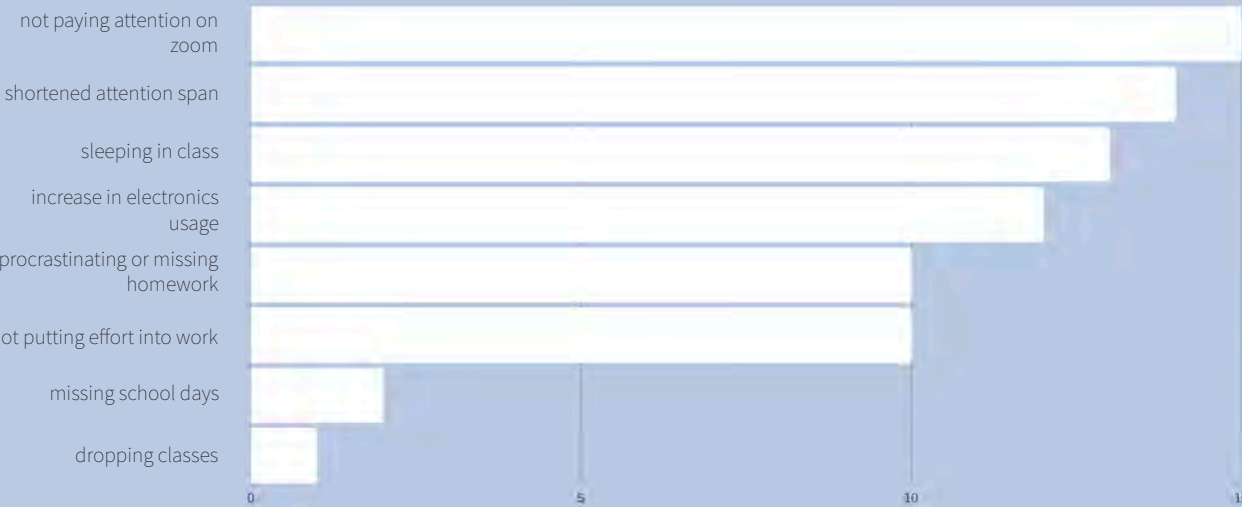 not paying attention on
zoom
shortened attention span
sleeping in class
increase in electronics
usage
procrastinating or missing
homework
ot putting effort into work
missing school days
dropping classes
0 5 10